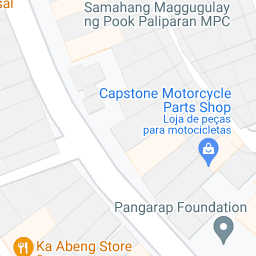 sal
Samahang Maggugulay
ng Pook Paliparan MPC
Capstone Motorcycle
Parts Shop
Loja de peças
para motocicletas
Pangarap Foundation
Ka Abeng Store